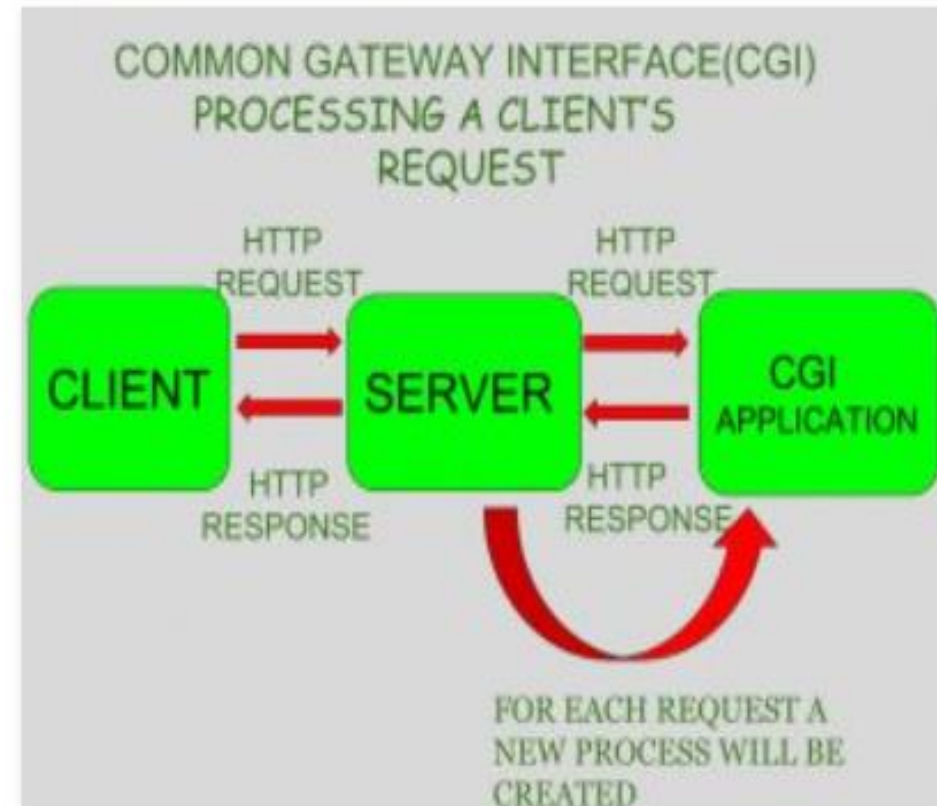 COMMON GATEWAY INTERFACE(CGI)
PROCESSING A CLIENT'S
REQUEST
HTTP
REQUEST
HTTP
REQUEST
CLIENT
SERVER
CGI
APPLICATION
HTTP
RESPONSE
HTTP
RESPONSE
FOR EACH REQUEST A
NEW PROCESS WILL BE
CREATED